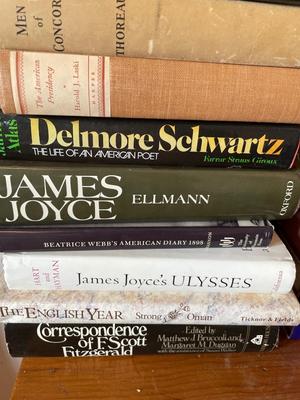 Men of
Concord
Thoreau
The American
Presidency
Harold J. Laski
HARPER
Atlas
Delmore Schwartz
THE LIFE OF AN AMERICAN POET
Farrar Straus Giroux
JAMES
JOYCE
ELLMANN
OXFORD
BEATRICE WEBB'S AMERICAN DIARY 1898
HART
and
James Joyce's ULYSSES
THE ENGLISH YEAR
Strong
Oman
Ticknor & Fields
Correspondence
of F. Scott
Fitzgerald
Edited by
Matthew J. Bruccoli and
Margaret M. Duggan